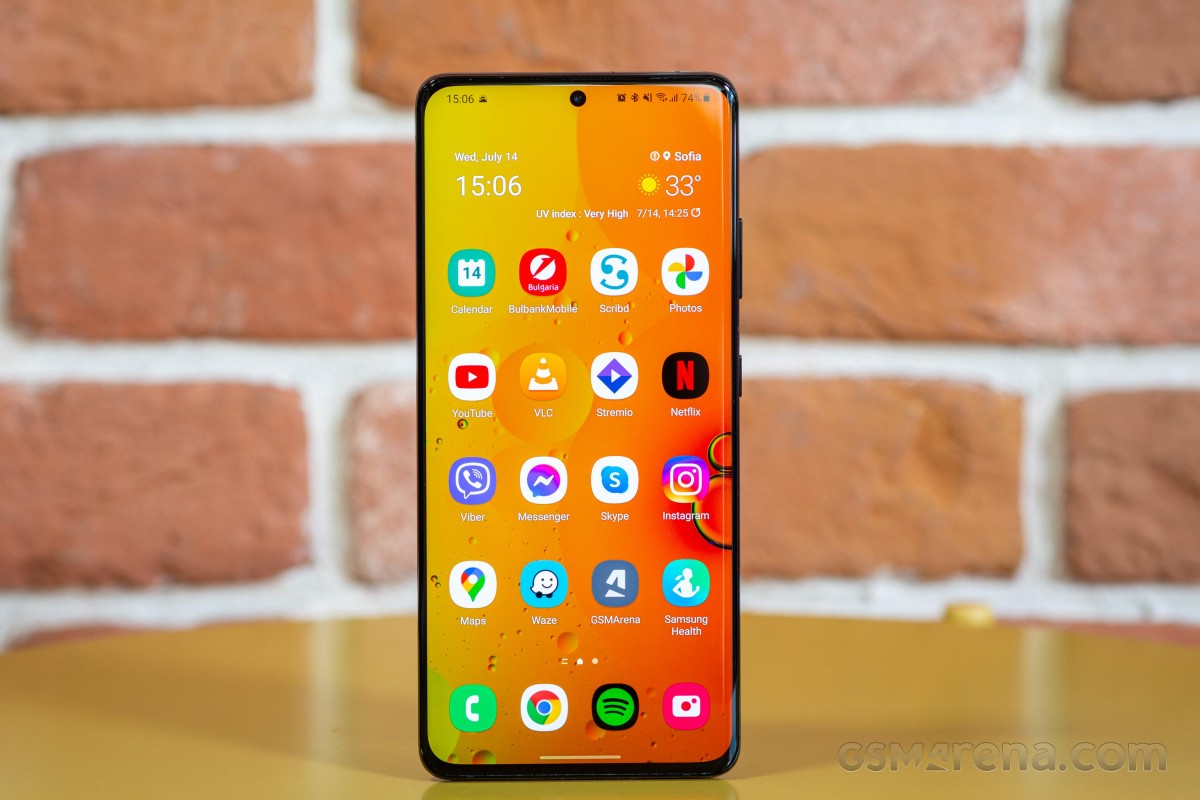 15:06 74%
Wed, July 14 Sofia
15:06 33°
UV index : Very High 7/14, 14:25
14
Bulgaria
Calendar BulbankMobile Scribd Photos
N
YouTube VLC Stremio Netflix
S
Viber Messenger Skype Instagram
Maps Waze GSMArena Samsung
Health
GSMArena.com